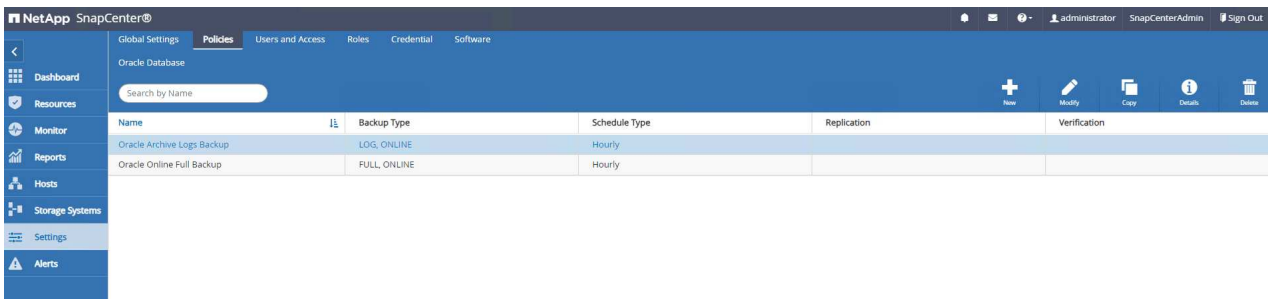 NetApp SnapCenter®
administrator SnapCenterAdmin Sign Out
Global Settings Policies Users and Access Roles Credential Software
Oracle Database
Search by Name
New Modify Copy Details Delete
Dashboard
Resources
Monitor
Reports
Hosts
Storage Systems
Settings
Alerts
Name Backup Type Schedule Type Replication Verification
Oracle Archive Logs Backup LOG, ONLINE Hourly
Oracle Online Full Backup FULL, ONLINE Hourly